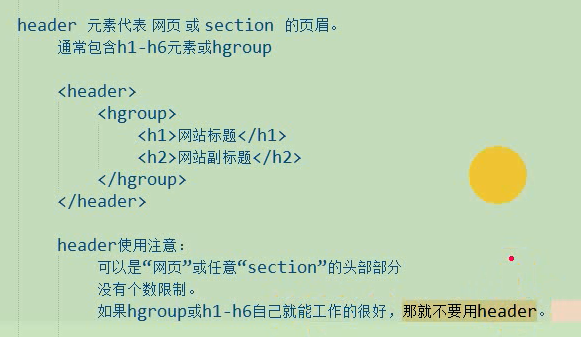 header 元素代表 网页 或 section 的页眉。
通常包含h1-h6元素或hgroup
<header>
<hgroup>
<h1>网站标题</h1>
<h2>网站副标题</h2>
</hgroup>
</header>
header使用注意：
可以是“网页”或任意“section”的头部部分
没有个数限制。
如果hgroup或h1-h6自己就能工作的很好，那就不要用header。